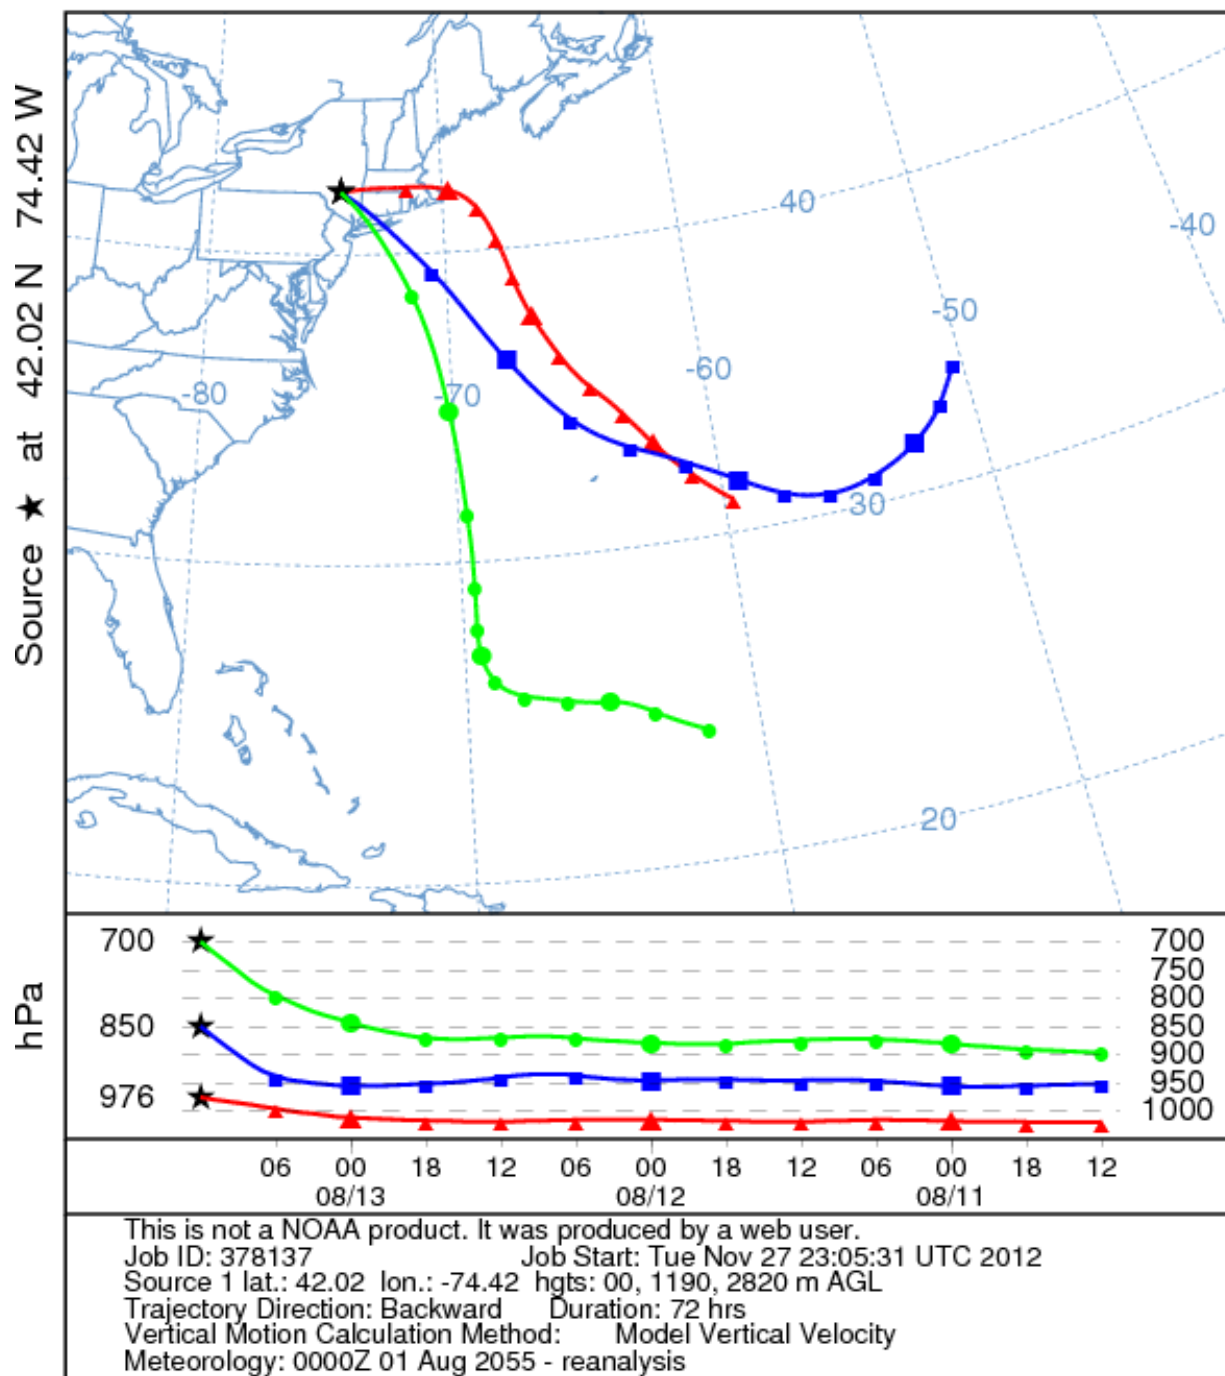 Source ★ at 42.02 N 74.42 W
40
-40
-50
-60
-80
-70
30
20
hPa
700 700
750
800
850 850
900
950
976 1000
06 00 18 12 06 00 18 12 06 00 18 12
08/13 08/12 08/11
This is not a NOAA product. It was produced by a web user.
Job ID: 378137 Job Start: Tue Nov 27 23:05:31 UTC 2012
Source 1 lat.: 42.02 lon.: -74.42 hgts: 00, 1190, 2820 m AGL
Trajectory Direction: Backward Duration: 72 hrs
Vertical Motion Calculation Method: Model Vertical Velocity
Meteorology: 0000Z 01 Aug 2055 - reanalysis